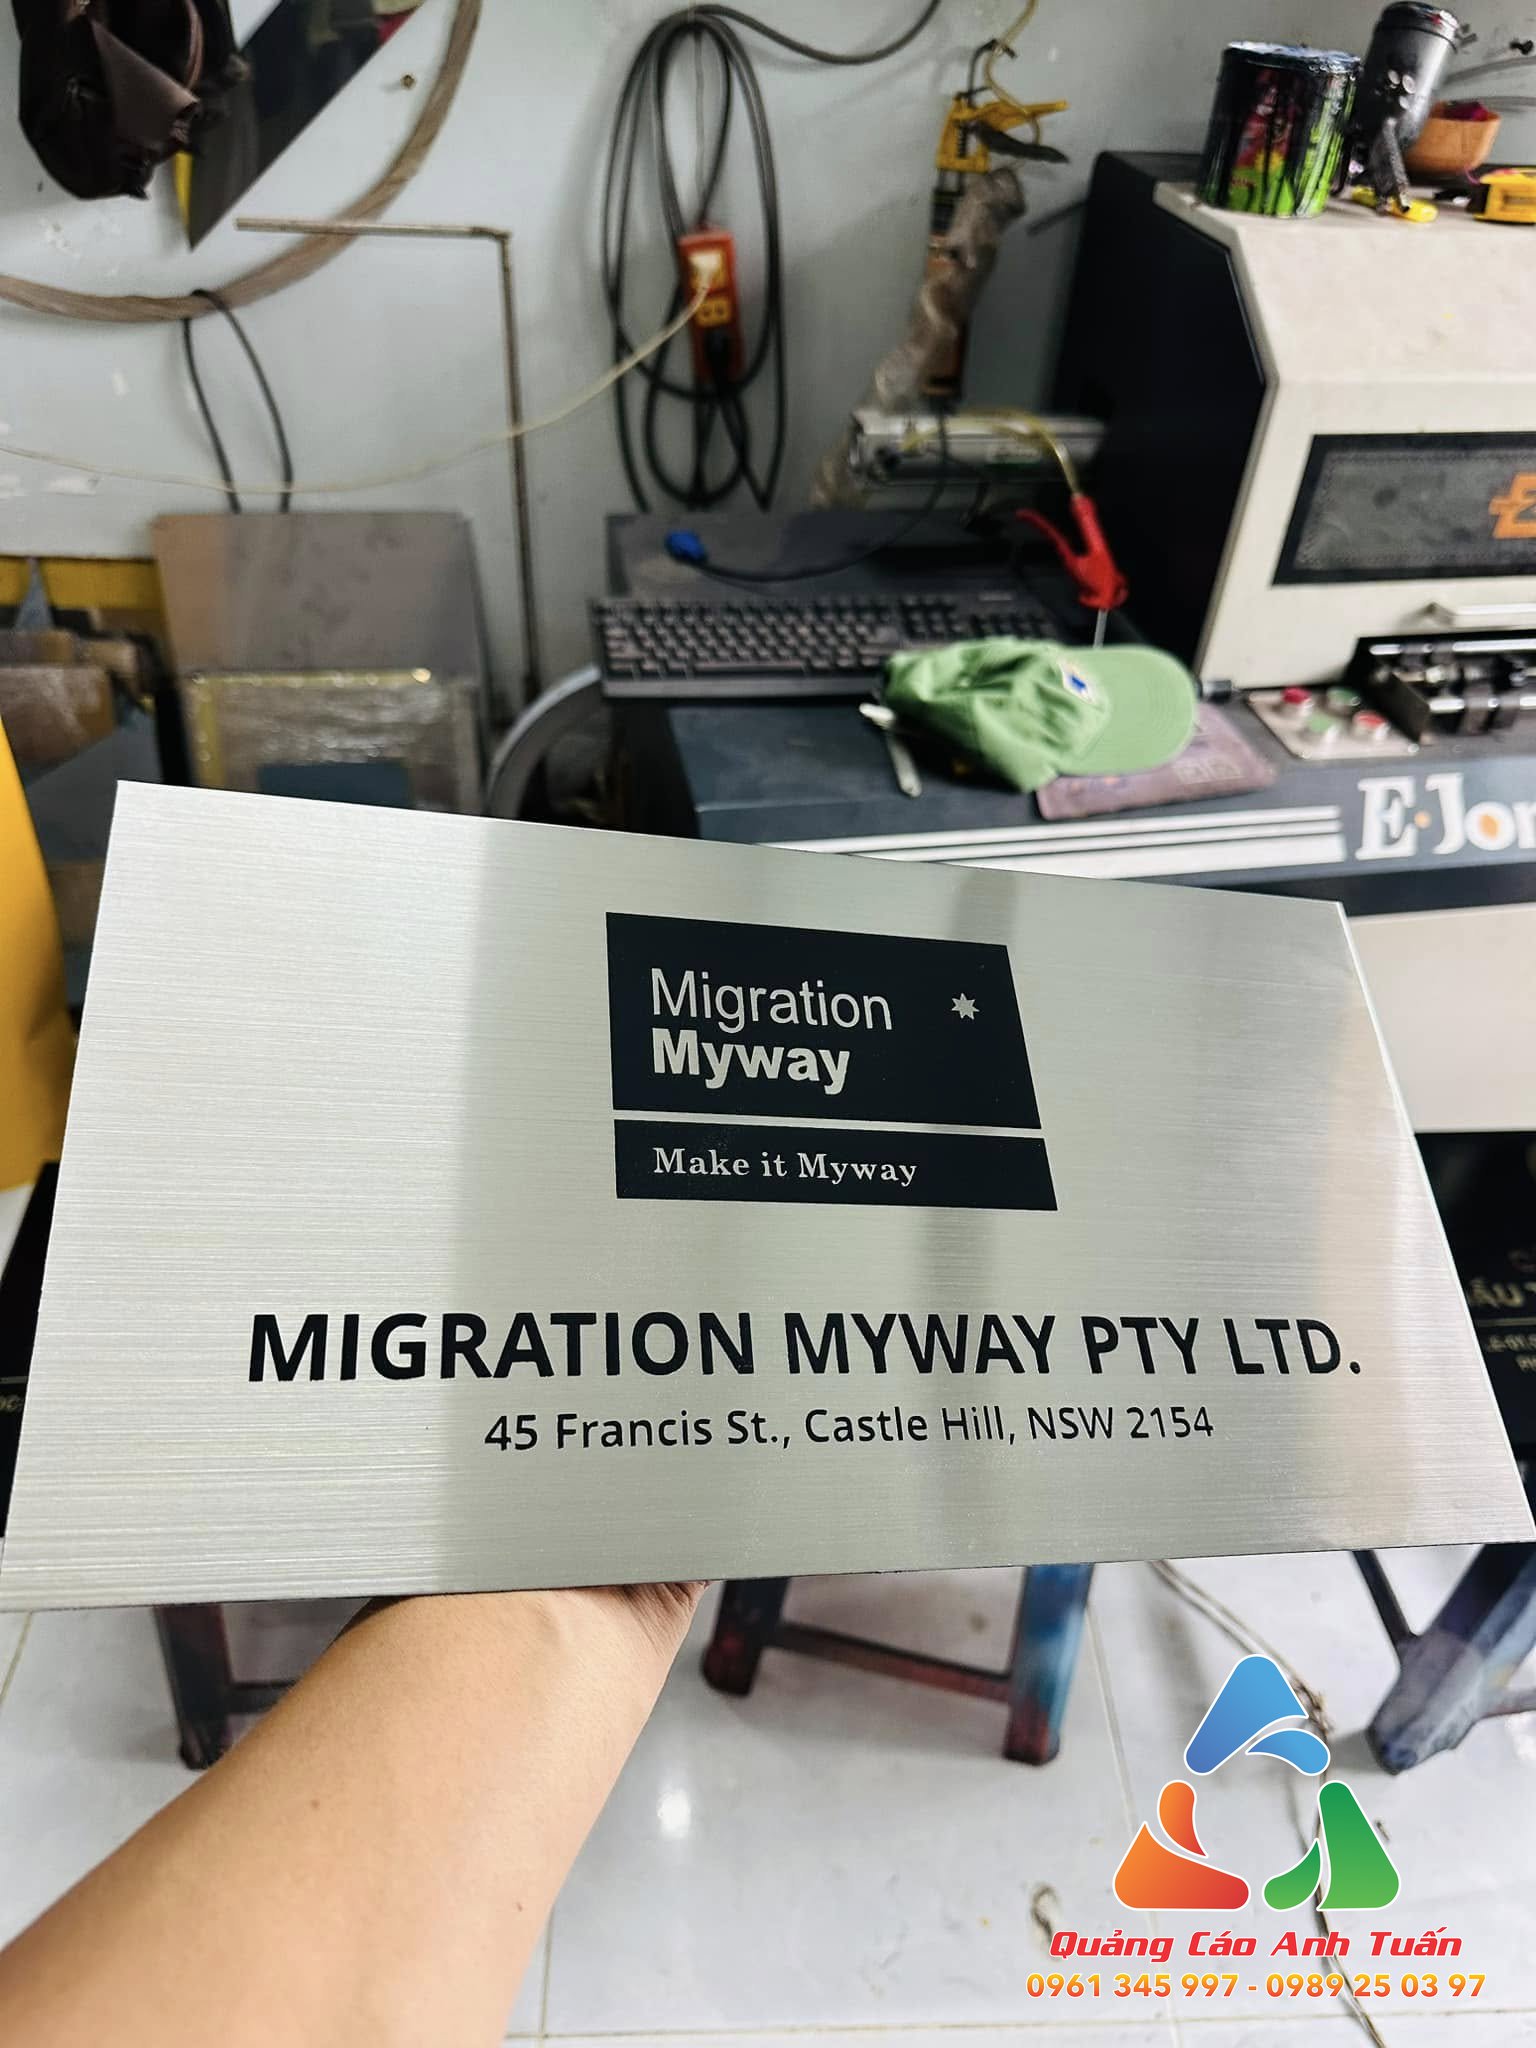 E·Jon
Migration
Myway
Make it Myway
MIGRATION MYWAY PTY LTD.
45 Francis St., Castle Hill, NSW 2154
Quảng Cáo Anh Tuấn
0961 345 997 - 0989 25 03 97